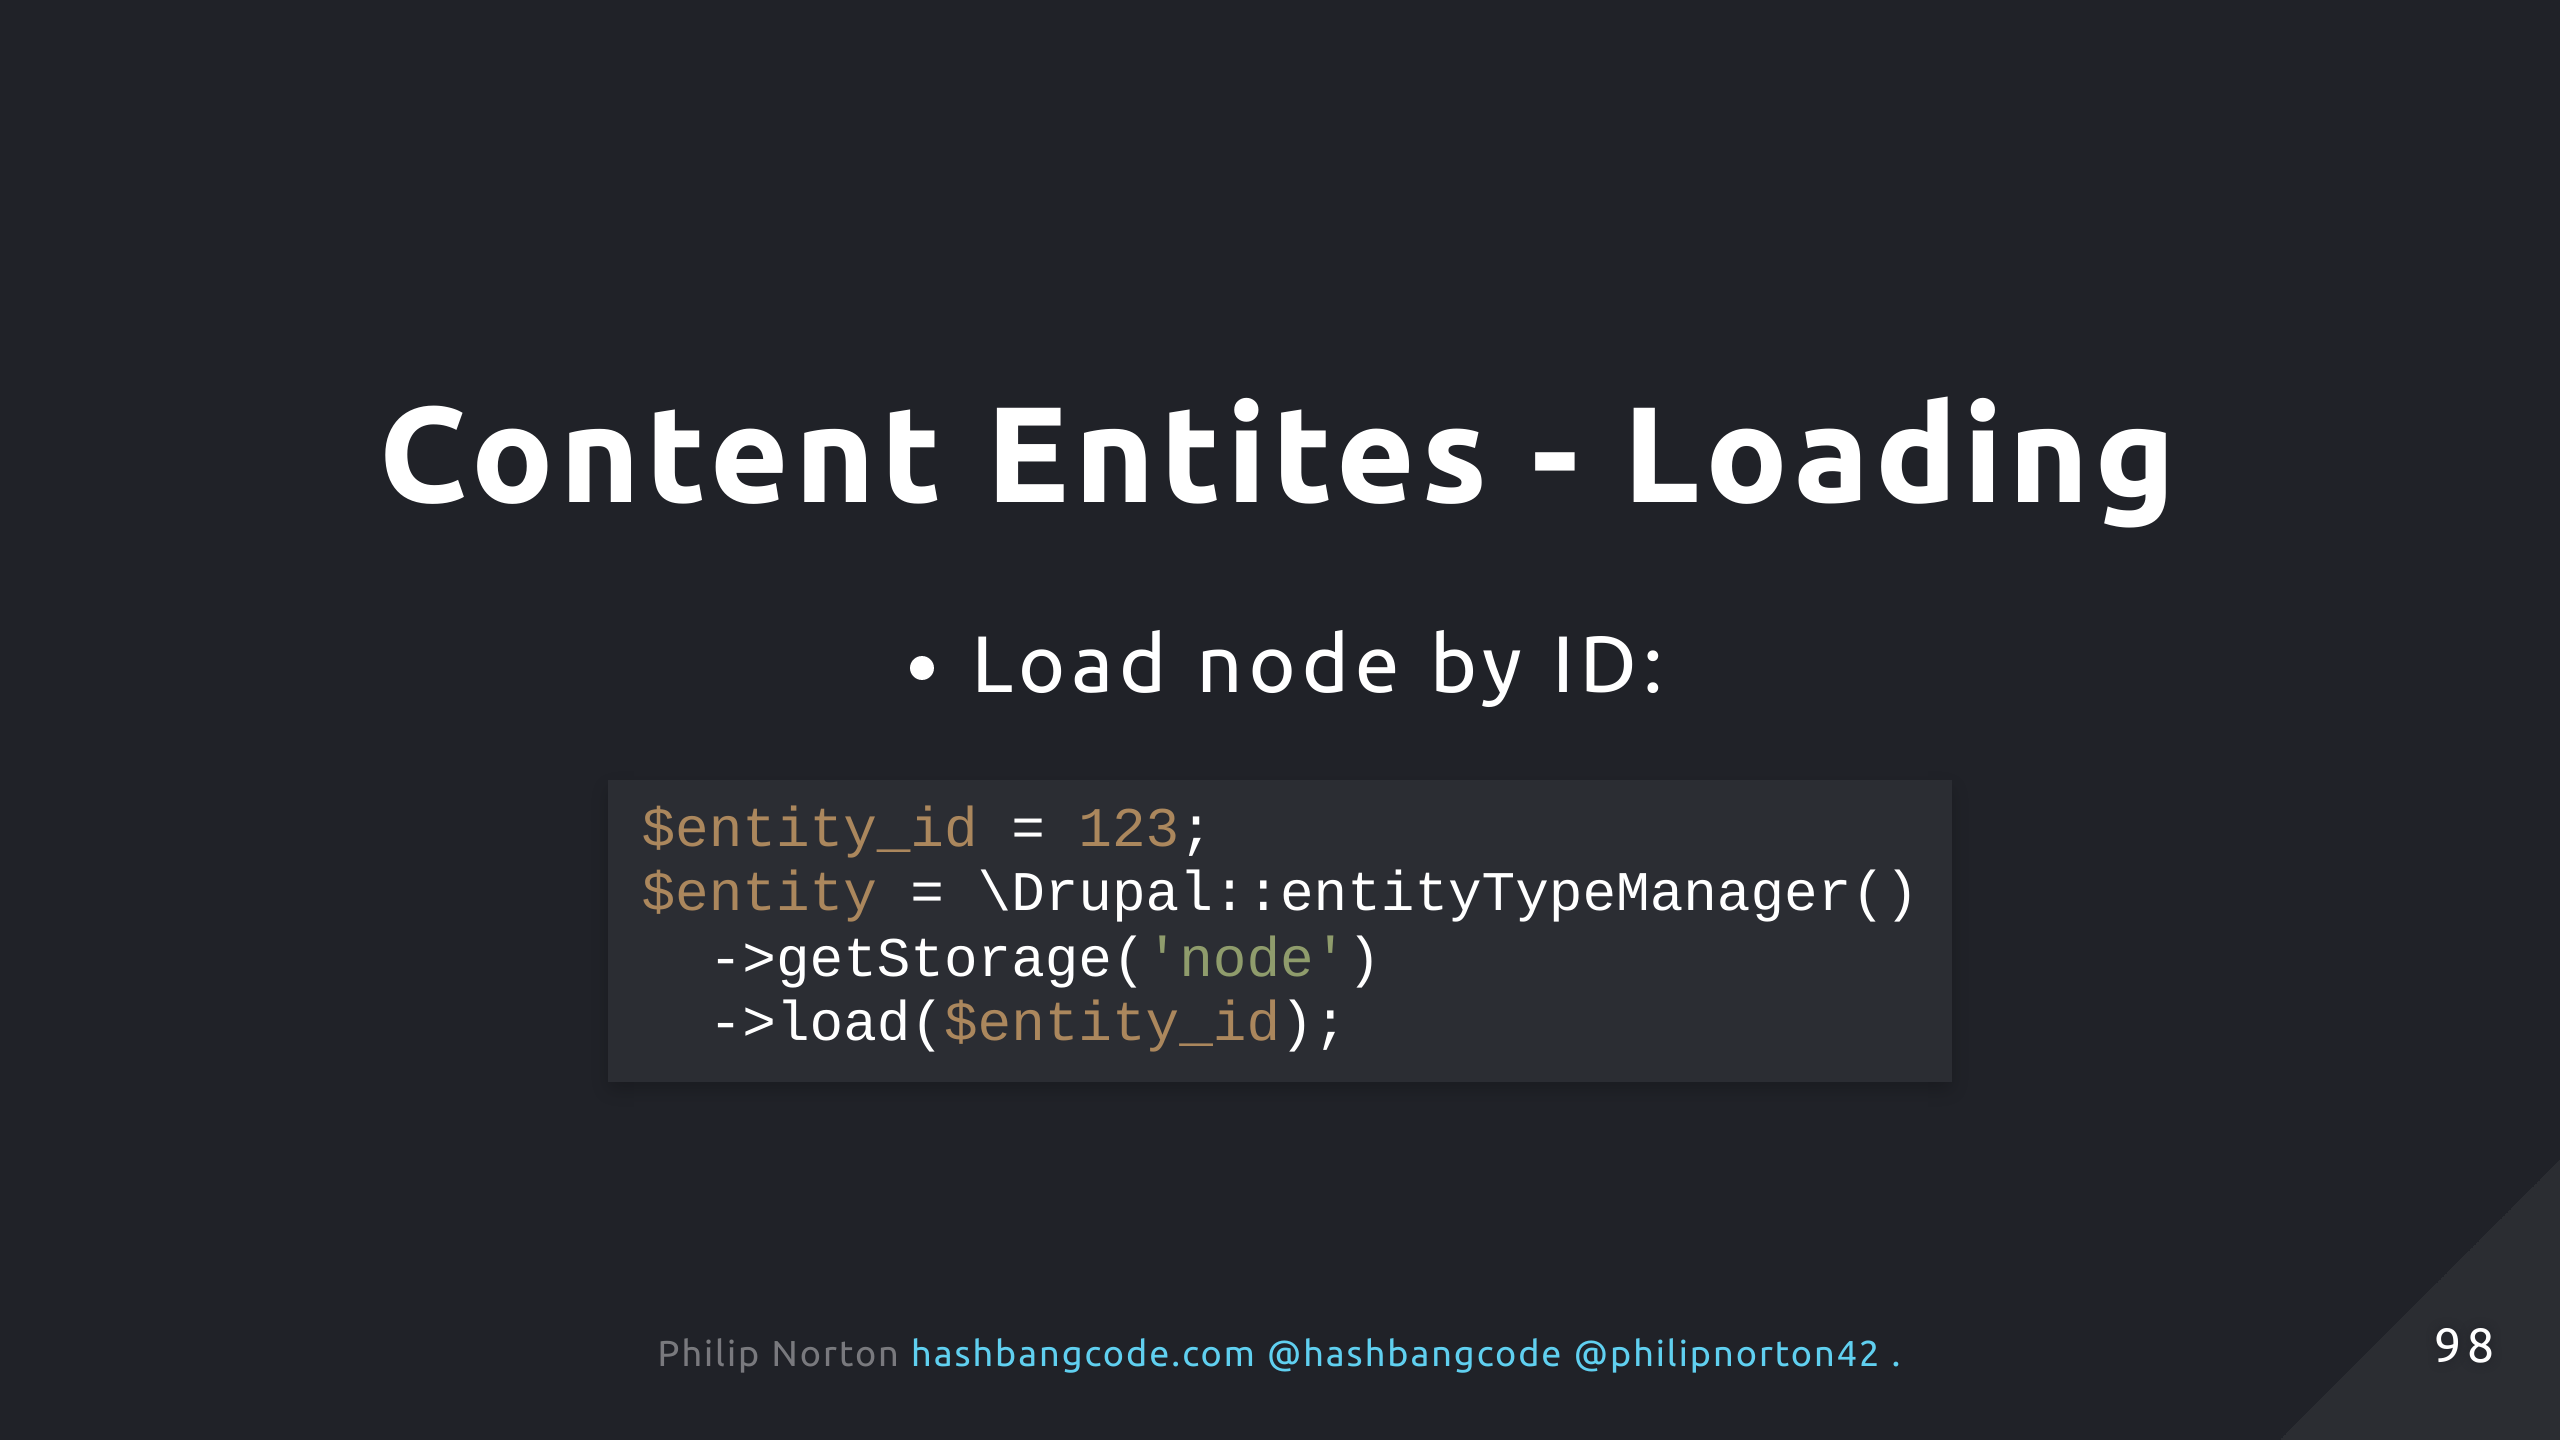 Content Entites - Loading
• Load node by ID:
$entity_id = 123;
$entity = \Drupal::entityTypeManager()
  ->getStorage('node')
  ->load($entity_id);
Philip Norton hashbangcode.com @hashbangcode @philipnorton42 .
98